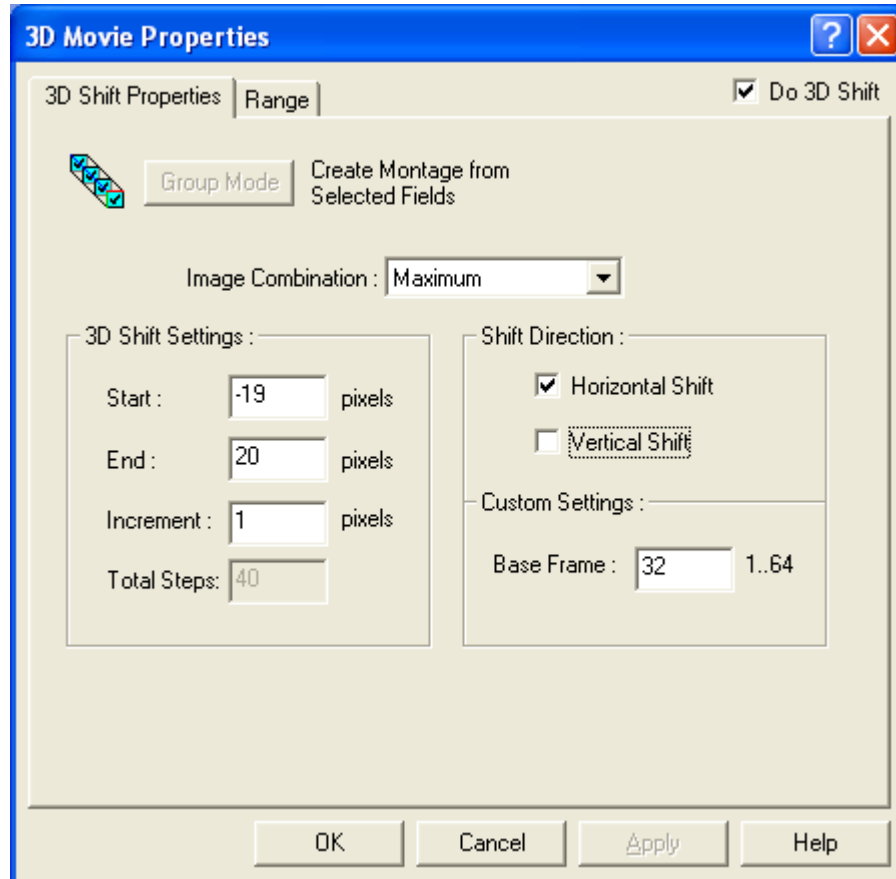 3D Movie Properties
3D Shift Properties
Range
Do 3D Shift
Group Mode
Create Montage from
Selected Fields
Image Combination : Maximum
3D Shift Settings :
Start : -19 pixels
End : 20 pixels
Increment : 1 pixels
Total Steps: 40
Shift Direction :
Horizontal Shift
Vertical Shift
Custom Settings :
Base Frame : 32 1..64
OK
Cancel
Apply
Help